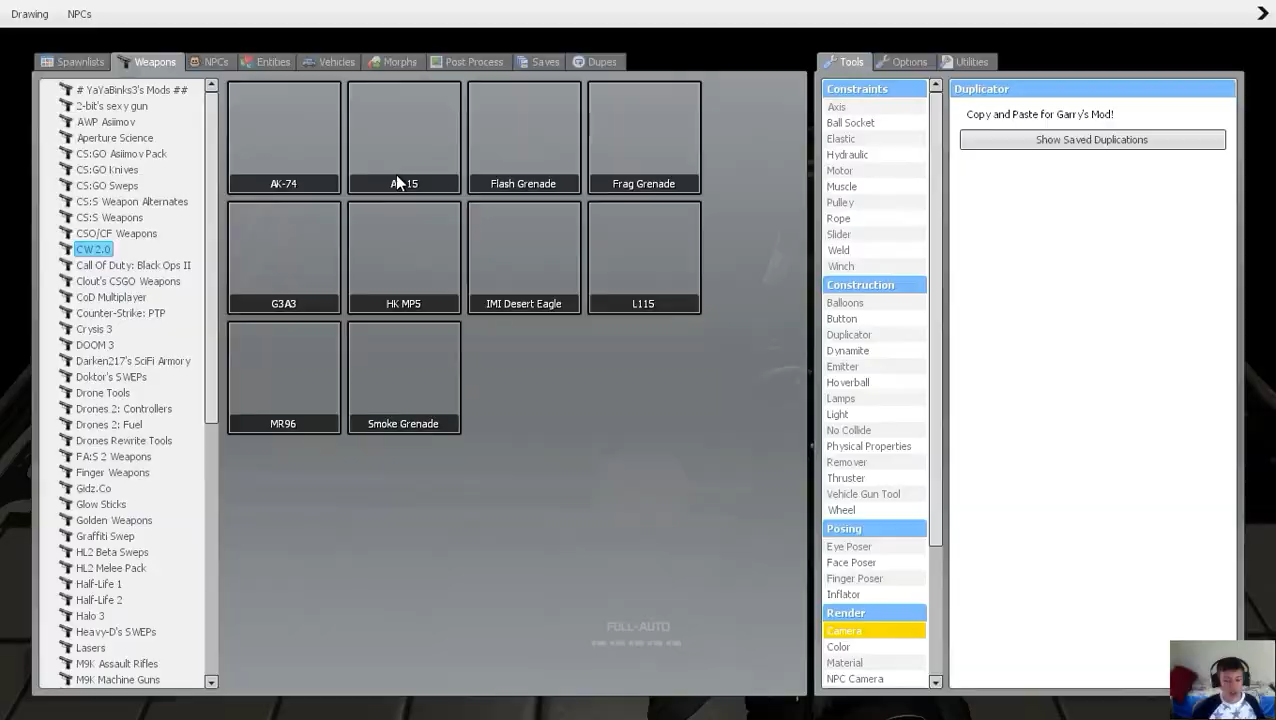 Drawing NPCs
Spawnlists Weapons NPCs Entities Vehicles Morphs Post Process Saves Dupes
Tools Options Utilities
# YaYaBinks3's Mods ##
2-bit's sexy gun
AWP Asiimov
Aperture Science
CS:GO Asiimov Pack
CS:GO Knives
CS:GO Sweps
CS:S Weapon Alternates
CS:S Weapons
CSO/CF Weapons
CW 2.0
Call Of Duty: Black Ops II
Clout's CSGO Weapons
CoD Multiplayer
Counter-Strike: PTP
Crysis 3
DOOM 3
Darken217's SciFi Armory
Doktor's SWEPs
Drone Tools
Drones 2: Controllers
Drones 2: Fuel
Drones Rewrite Tools
FA:S 2 Weapons
Finger Weapons
Gidz.Co
Glow Sticks
Golden Weapons
Graffiti Swep
HL2 Beta Sweps
HL2 Melee Pack
Half-Life 1
Half-Life 2
Halo 3
Heavy-D's SWEPs
Lasers
M9K Assault Rifles
M9K Machine Guns
AK-74
15
Flash Grenade
Frag Grenade
G3A3
HK MP5
IMI Desert Eagle
L115
MR96
Smoke Grenade
FULL-AUTO
Constraints
Axis
Ball Socket
Elastic
Hydraulic
Motor
Muscle
Pulley
Rope
Slider
Weld
Winch
Construction
Balloons
Button
Duplicator
Dynamite
Emitter
Hoverball
Lamps
Light
No Collide
Physical Properties
Remover
Thruster
Vehicle Gun Tool
Wheel
Posing
Eye Poser
Face Poser
Finger Poser
Inflator
Render
Camera
Color
Material
NPC Camera
Duplicator
Copy and Paste for Garry's Mod!
Show Saved Duplications